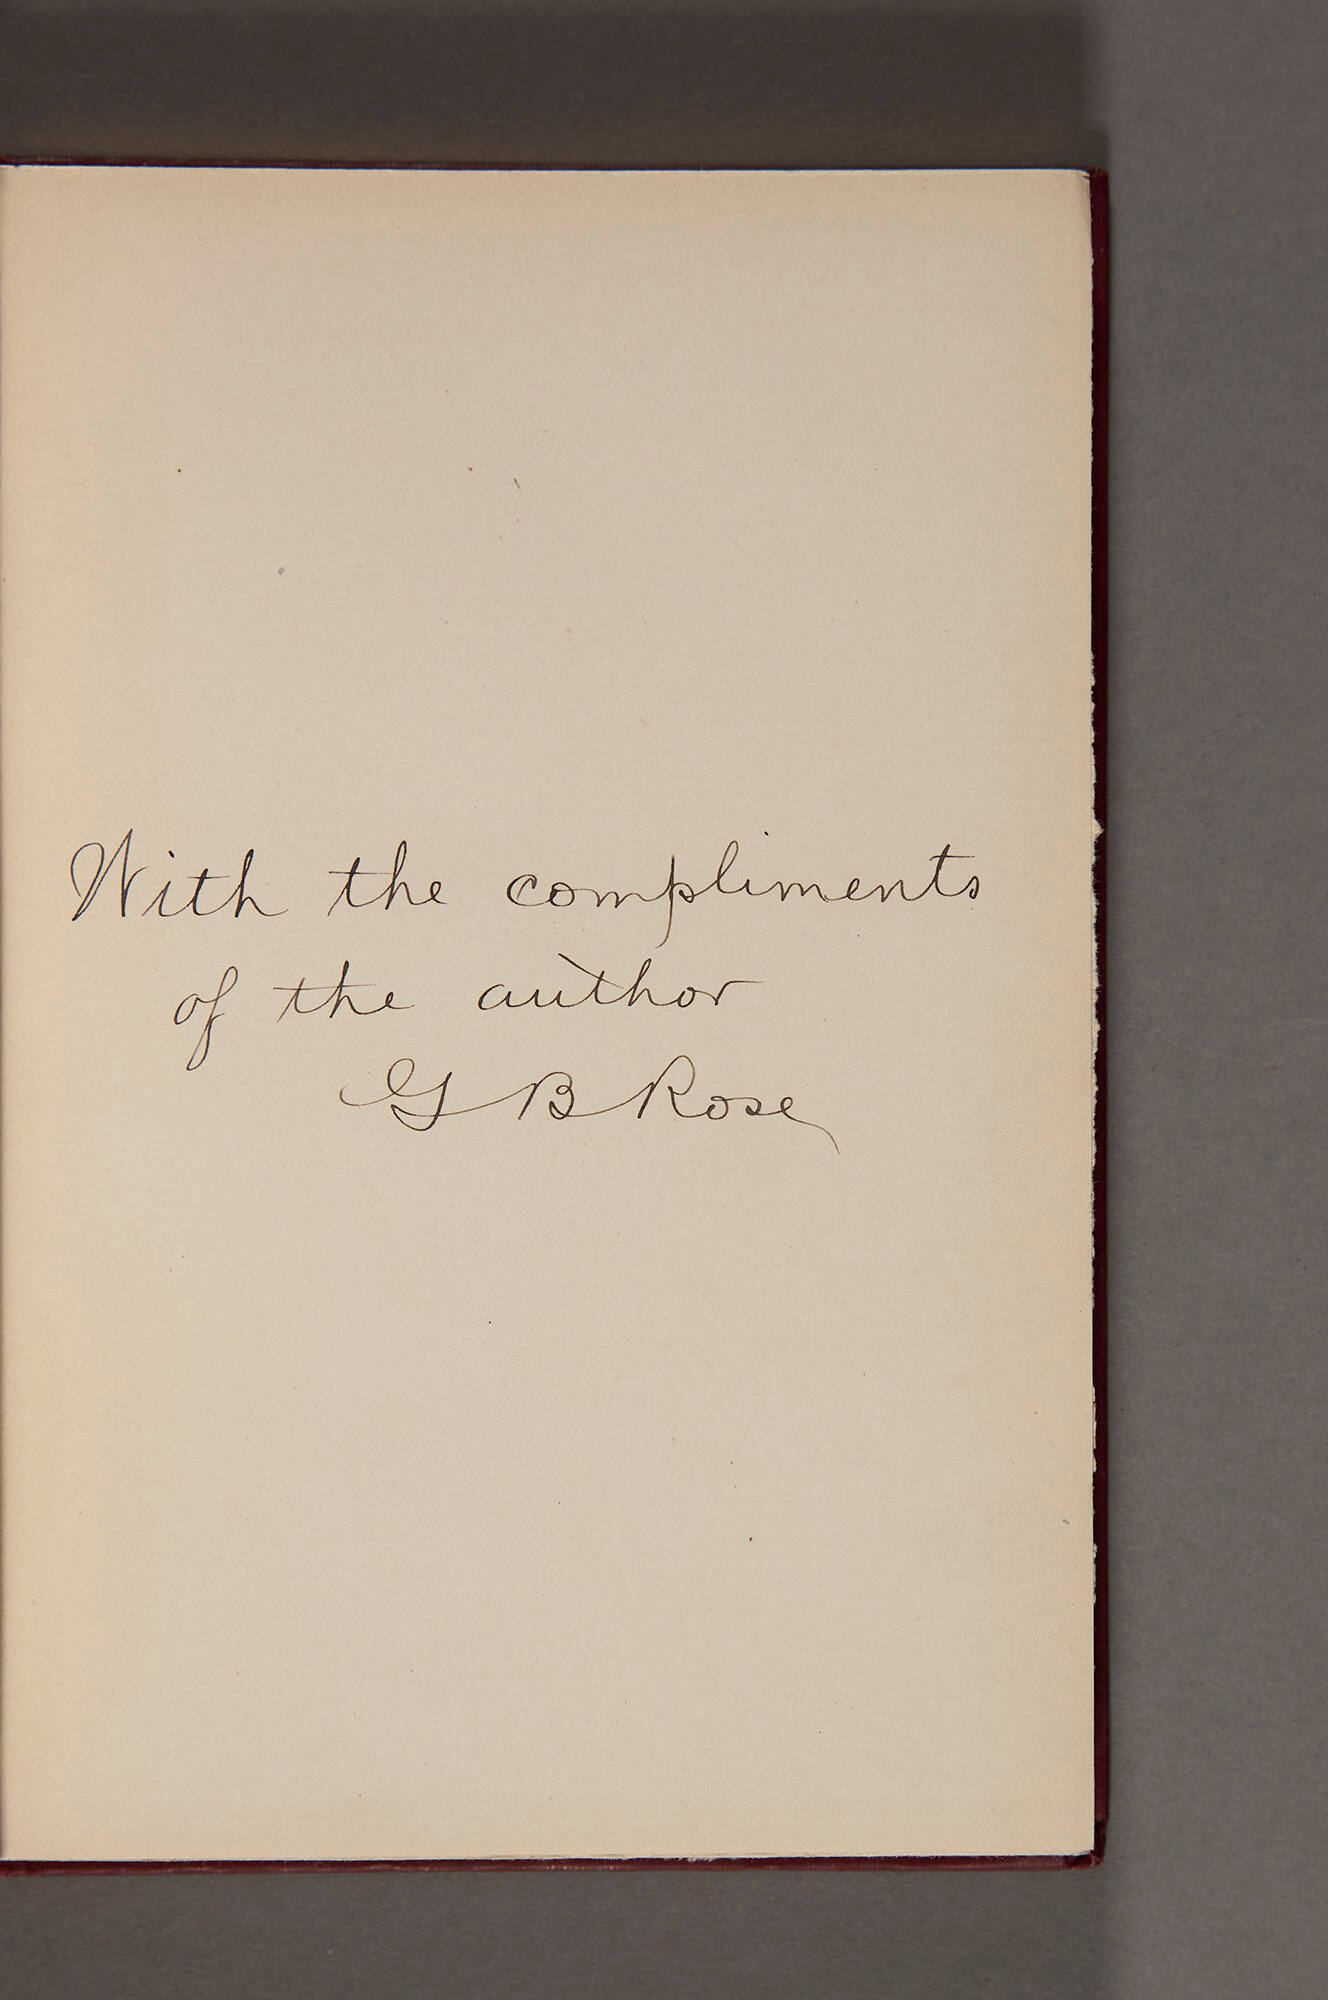 With the compliments
of the author
G B Rose